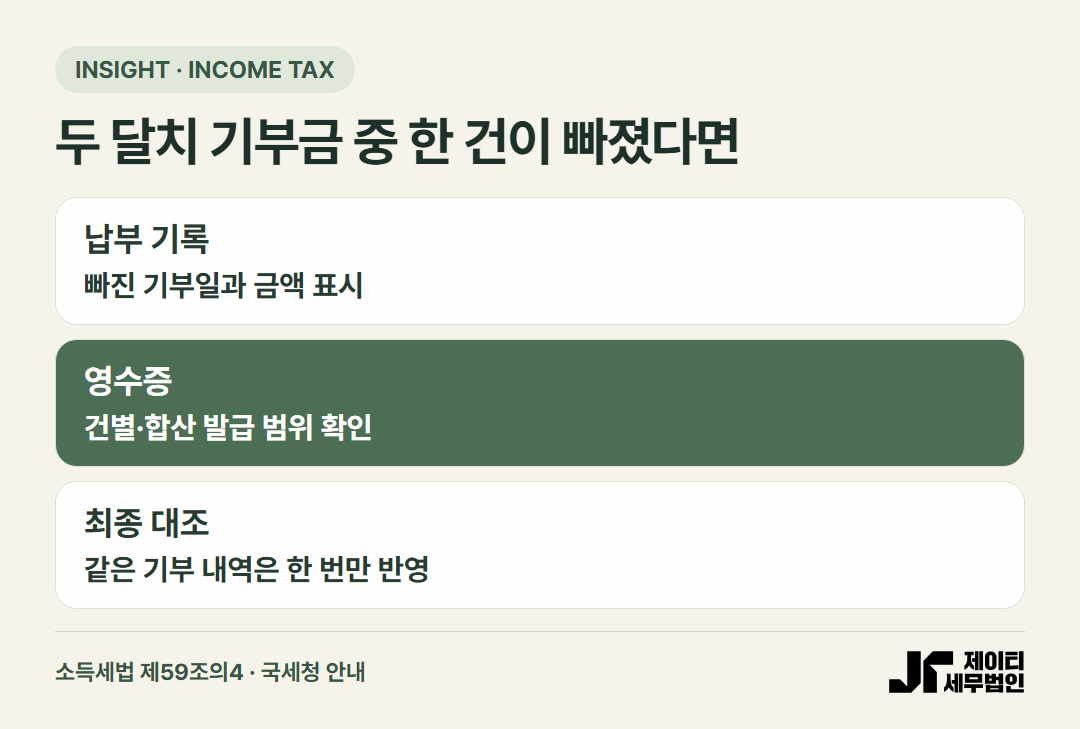 INSIGHT · INCOME TAX
두 달치 기부금 중 한 건이 빠졌다면
납부 기록
빠진 기부일과 금액 표시
영수증
건별·합산 발급 범위 확인
최종 대조
같은 기부 내역은 한 번만 반영
소득세법 제59조의4 · 국세청 안내
제이티
세무법인